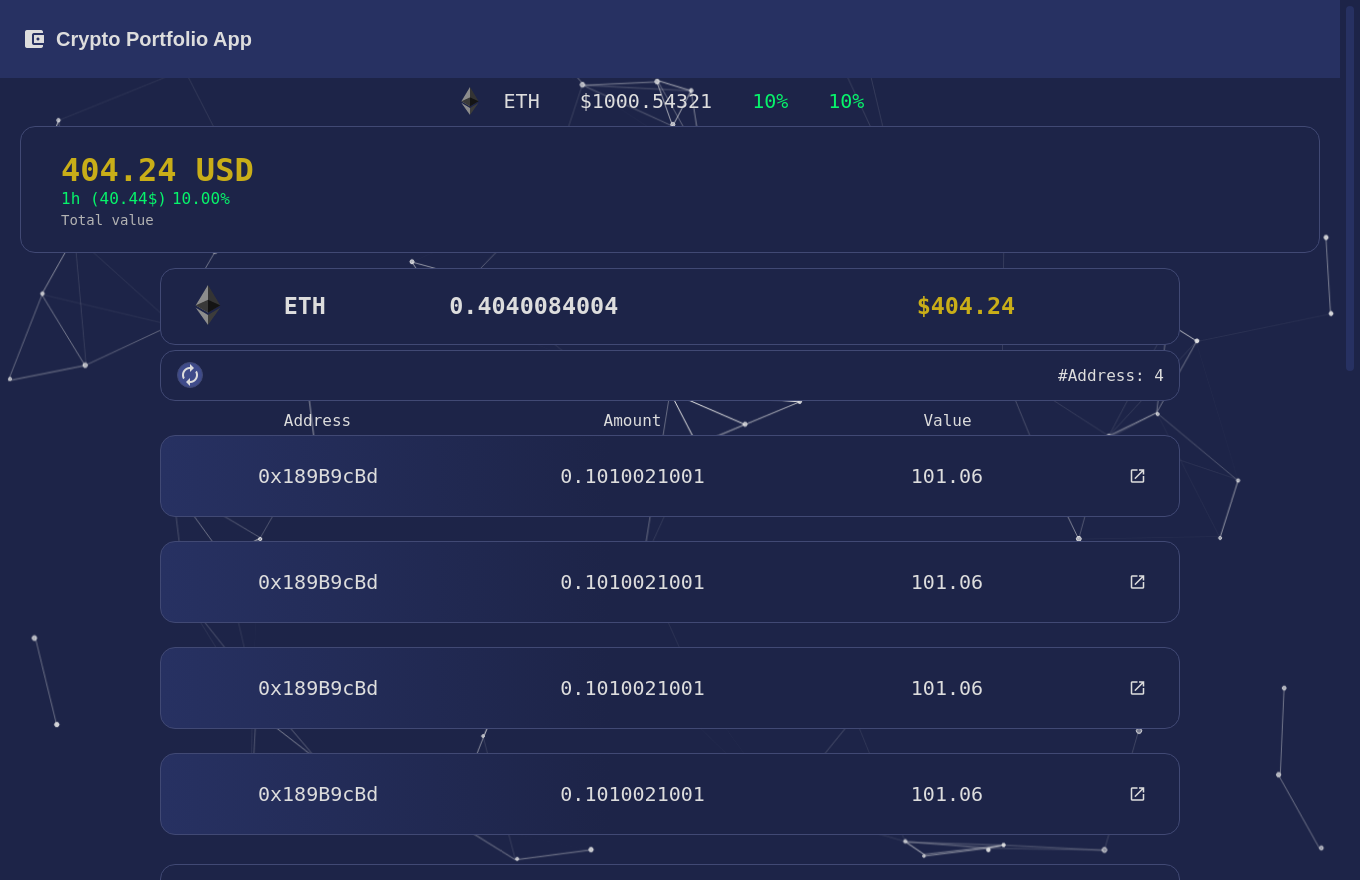 Crypto Portfolio App
ETH $1000.54321 10% 10%
404.24 USD
1h (40.44$) 10.00%
Total value
ETH 0.4040084004 $404.24
#Address: 4
Address Amount Value
0x189B9cBd 0.1010021001 101.06
0x189B9cBd 0.1010021001 101.06
0x189B9cBd 0.1010021001 101.06
0x189B9cBd 0.1010021001 101.06